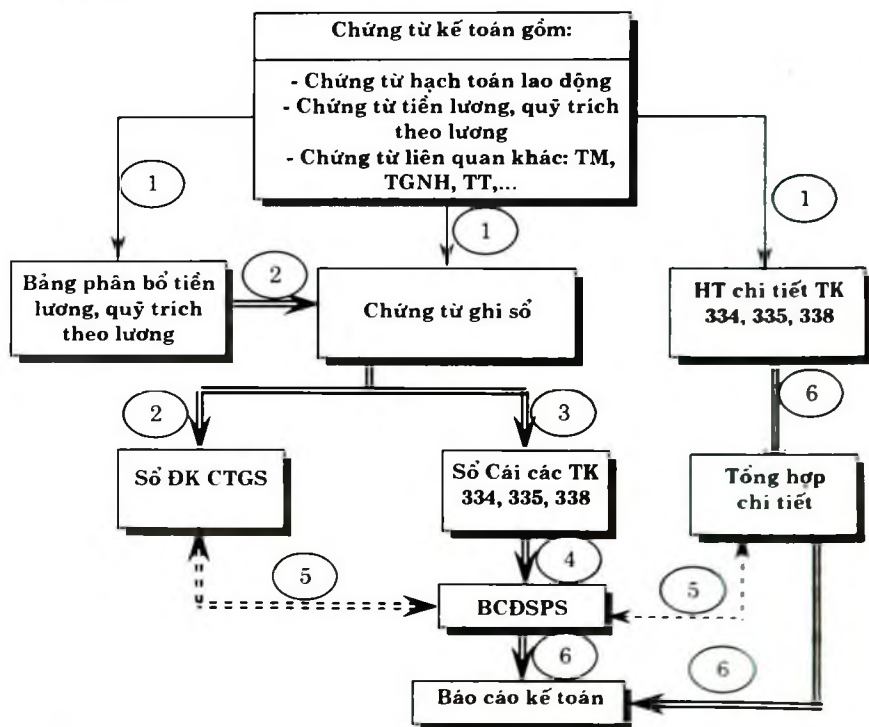 Chứng từ kế toán gồm:
- Chứng từ hạch toán lao động
- Chứng từ tiền lương, quỹ trích
theo lương
- Chứng từ liên quan khác: TM,
TGNH, TT,...
1
1
1
Bảng phân bổ tiền
lương, quỹ trích
theo lương
2
Chứng từ ghi sổ
HT chi tiết TK
334, 335, 338
2
3
6
Sổ ĐK CTGS
Sổ Cái các TK
334, 335, 338
Tổng hợp
chi tiết
5
4
5
BCĐSPS
6
6
Báo cáo kế toán